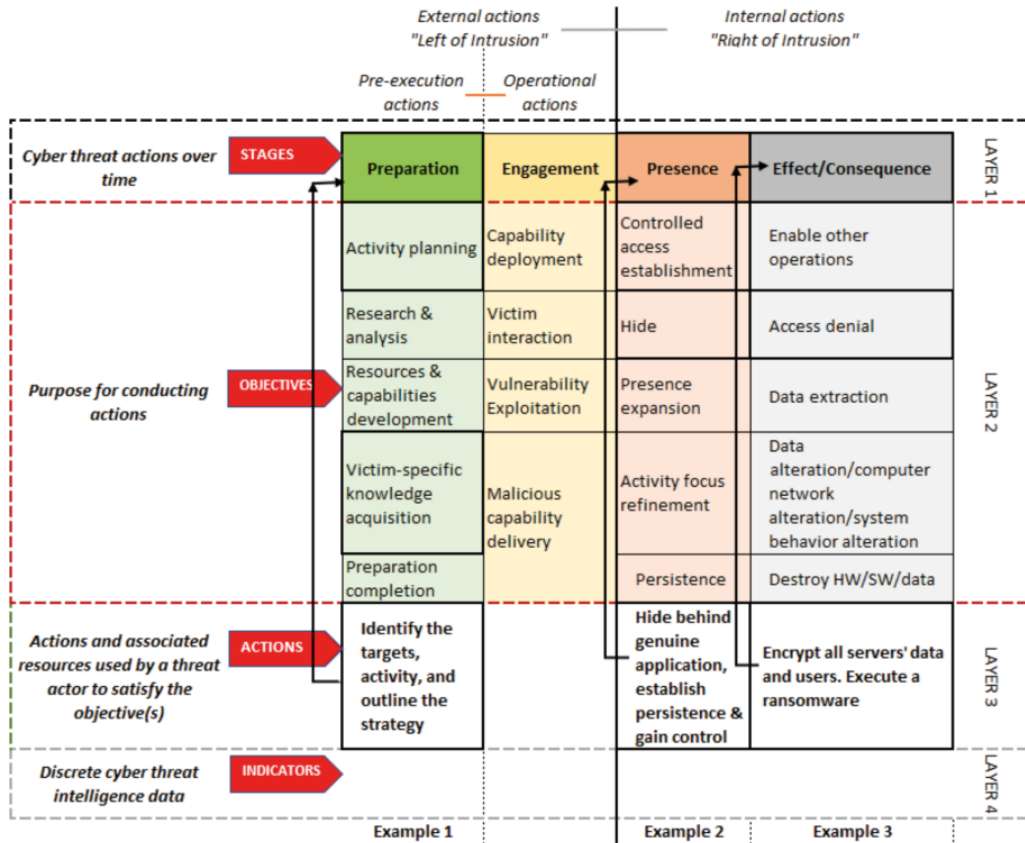 External actions
"Left of Intrusion"
Internal actions
"Right of Intrusion"
Pre-execution
actions
Operational
actions
Cyber threat actions over
time
STAGES
Preparation
Engagement
Presence
Effect/Consequence
LAYER 1
Activity planning
Capability
deployment
Controlled
access
establishment
Enable other
operations
Research &
analysis
Victim
interaction
Hide
Access denial
Purpose for conducting
actions
OBJECTIVES
Resources &
capabilities
development
Vulnerability
Exploitation
Presence
expansion
Data extraction
LAYER 2
Victim-specific
knowledge
acquisition
Malicious
capability
delivery
Activity focus
refinement
Data
alteration/computer
network
alteration/system
behavior alteration
Preparation
completion
Persistence
Destroy HW/SW/data
Actions and associated
resources used by a threat
actor to satisfy the
objective(s)
ACTIONS
Identify the
targets,
activity, and
outline the
strategy
Hide behind
genuine
application,
establish
persistence &
gain control
Encrypt all servers' data
and users. Execute a
ransomware
LAYER 3
Discrete cyber threat
intelligence data
INDICATORS
LAYER 4
Example 1
Example 2
Example 3